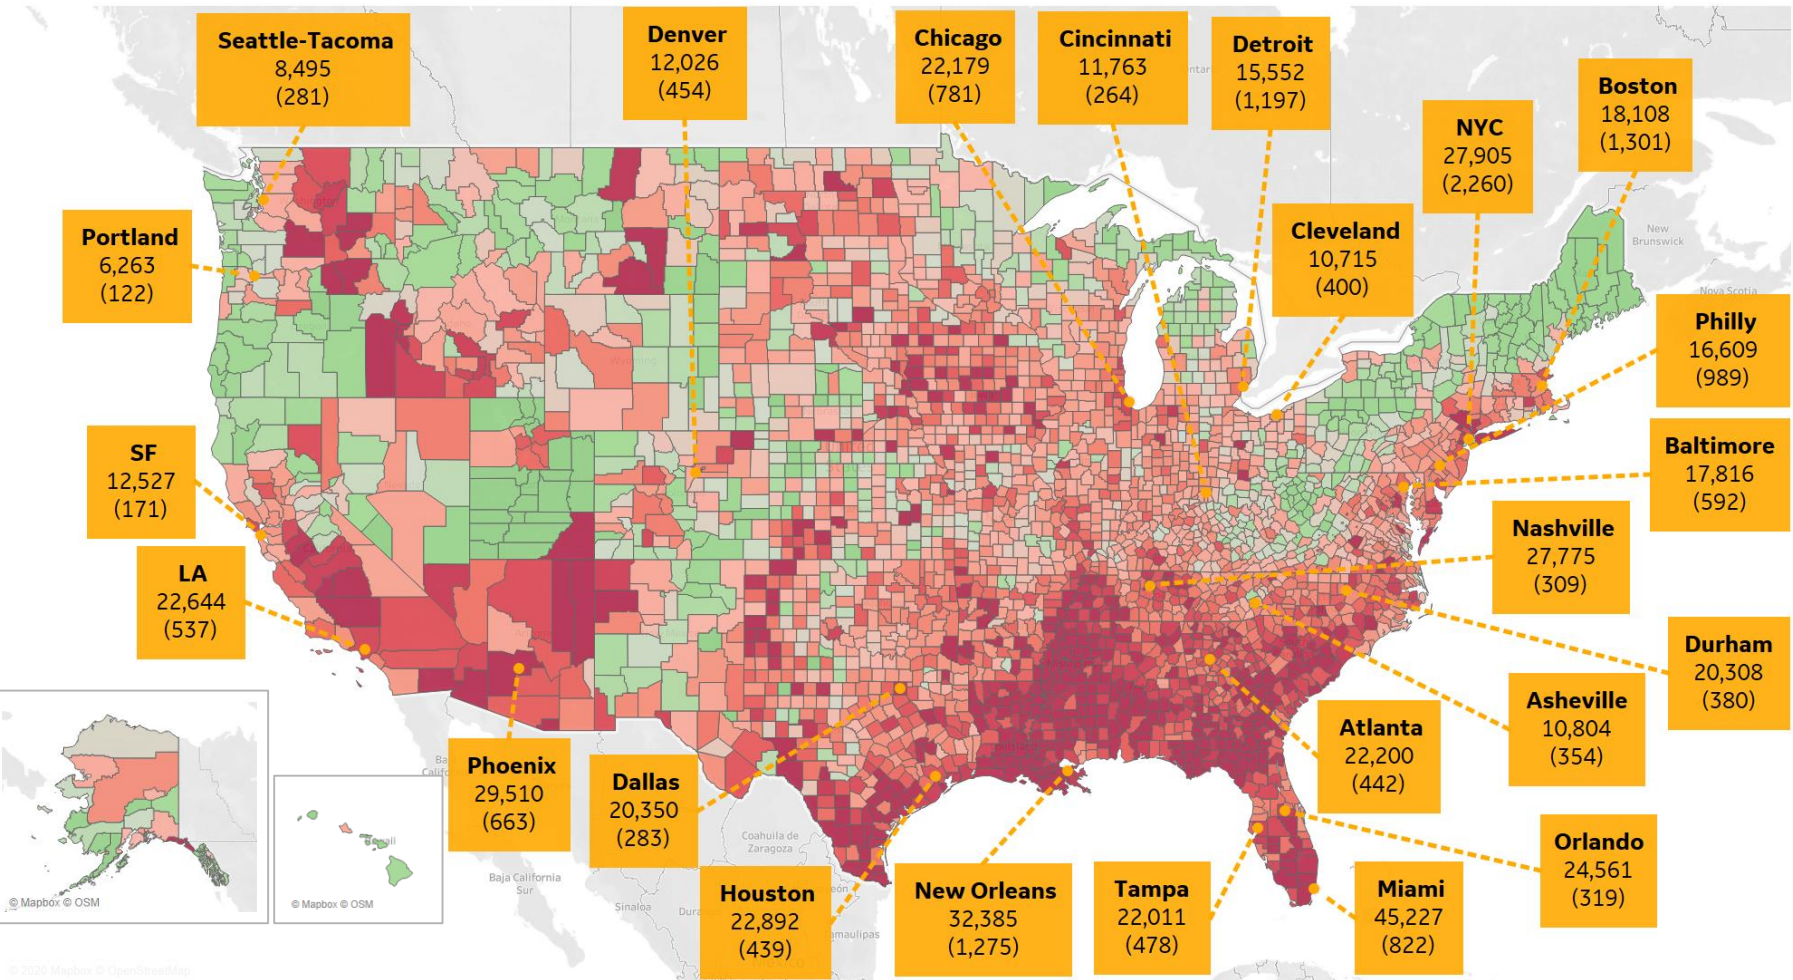 Seattle-Tacoma
8,495
(281)
Denver
12,026
(454)
Chicago
22,179
(781)
Cincinnati
11,763
(264)
Detroit
15,552
(1,197)
Boston
18,108
(1,301)
NYC
27,905
(2,260)
Portland
6,263
(122)
Cleveland
10,715
(400)
New
Brunswick
Nova Scotia
Philly
16,609
(989)
Baltimore
17,816
(592)
SF
12,527
(171)
Nashville
27,775
(309)
LA
22,644
(537)
Durham
20,308
(380)
Asheville
10,804
(354)
Atlanta
22,200
(442)
Phoenix
29,510
(663)
Dallas
20,350
(283)
Coahuila de
Zaragoza
Orlando
24,561
(319)
Houston
22,892
(439)
New Orleans
32,385
(1,275)
Tampa
22,011
(478)
Miami
45,227
(822)
Baja California
Sur
Sinaloa
© Mapbox © OSM
© Mapbox © OSM
© 2020 Mapbox © OpenStreetMap